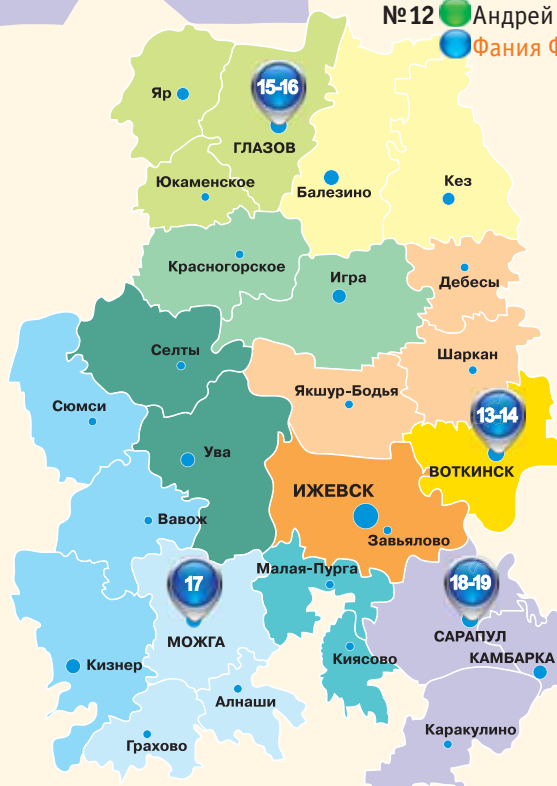 №12 Андрей
Фания Ф
15-16
Яр
ГЛАЗОВ
Юкаменское
Балезино
Кез
Красногорское
Игра
Дебесы
Селты
Шаркан
Якшур-Бодья
Сюмси
13-14
Ува
ВОТКИНСК
ИЖЕВСК
Вавож
Завьялово
Малая-Пурга
17
18-19
МОЖГА
САРАПУЛ
Киясово
КАМБАРКА
Кизнер
Алнаши
Каракулино
Грахово